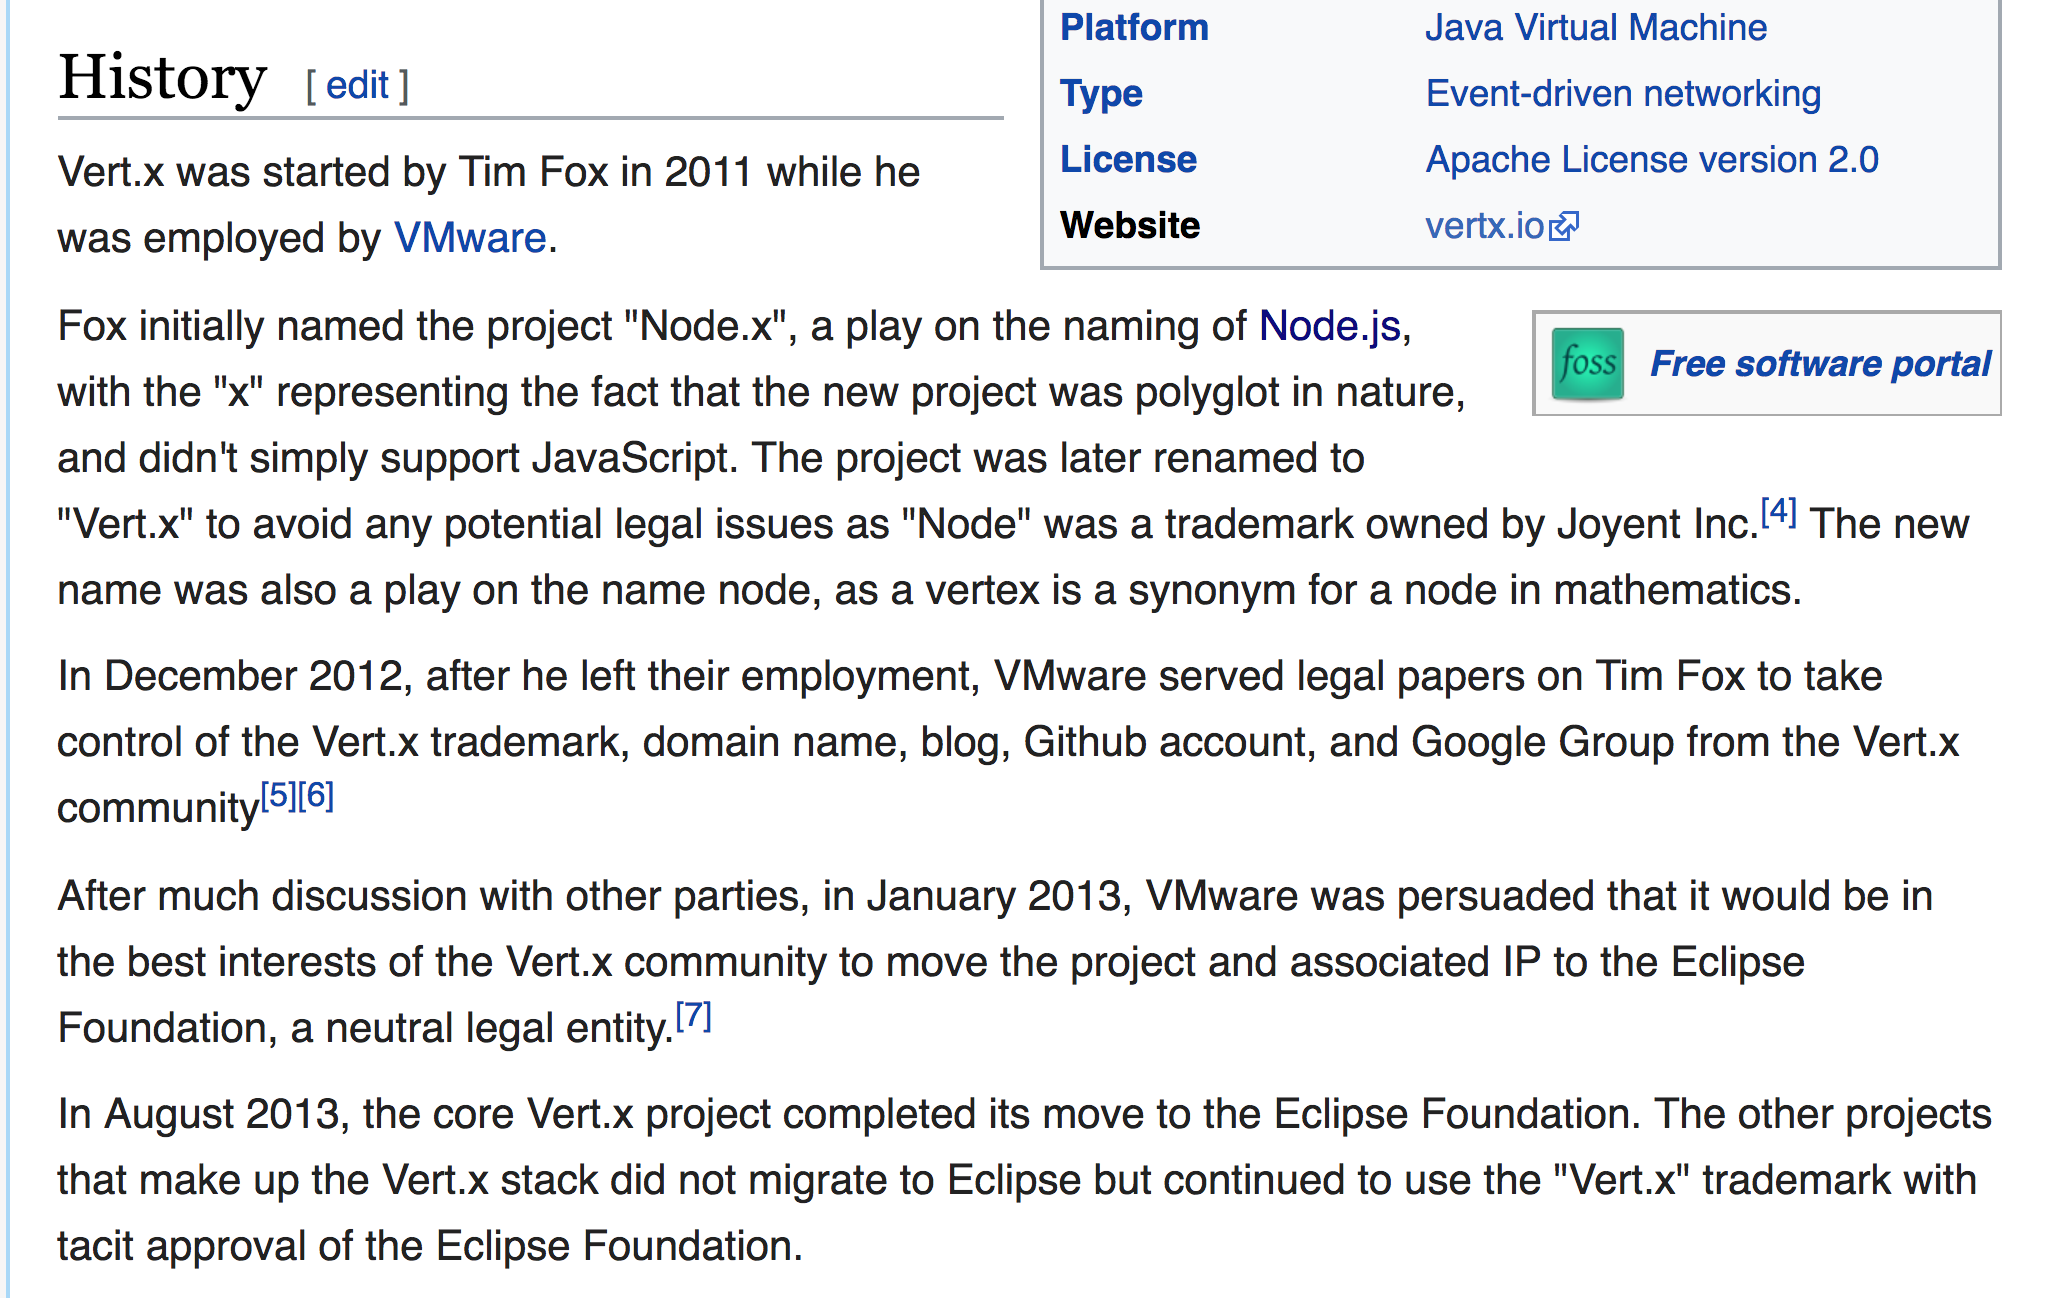 Platform Java Virtual Machine
Type Event-driven networking
License Apache License version 2.0
Website vertx.io
foss Free software portal
History [ edit ]
Vert.x was started by Tim Fox in 2011 while he
was employed by VMware.
Fox initially named the project "Node.x", a play on the naming of Node.js,
with the "x" representing the fact that the new project was polyglot in nature,
and didn't simply support JavaScript. The project was later renamed to
"Vert.x" to avoid any potential legal issues as "Node" was a trademark owned by Joyent Inc.[4] The new
name was also a play on the name node, as a vertex is a synonym for a node in mathematics.
In December 2012, after he left their employment, VMware served legal papers on Tim Fox to take
control of the Vert.x trademark, domain name, blog, Github account, and Google Group from the Vert.x
community[5][6]
After much discussion with other parties, in January 2013, VMware was persuaded that it would be in
the best interests of the Vert.x community to move the project and associated IP to the Eclipse
Foundation, a neutral legal entity.[7]
In August 2013, the core Vert.x project completed its move to the Eclipse Foundation. The other projects
that make up the Vert.x stack did not migrate to Eclipse but continued to use the "Vert.x" trademark with
tacit approval of the Eclipse Foundation.